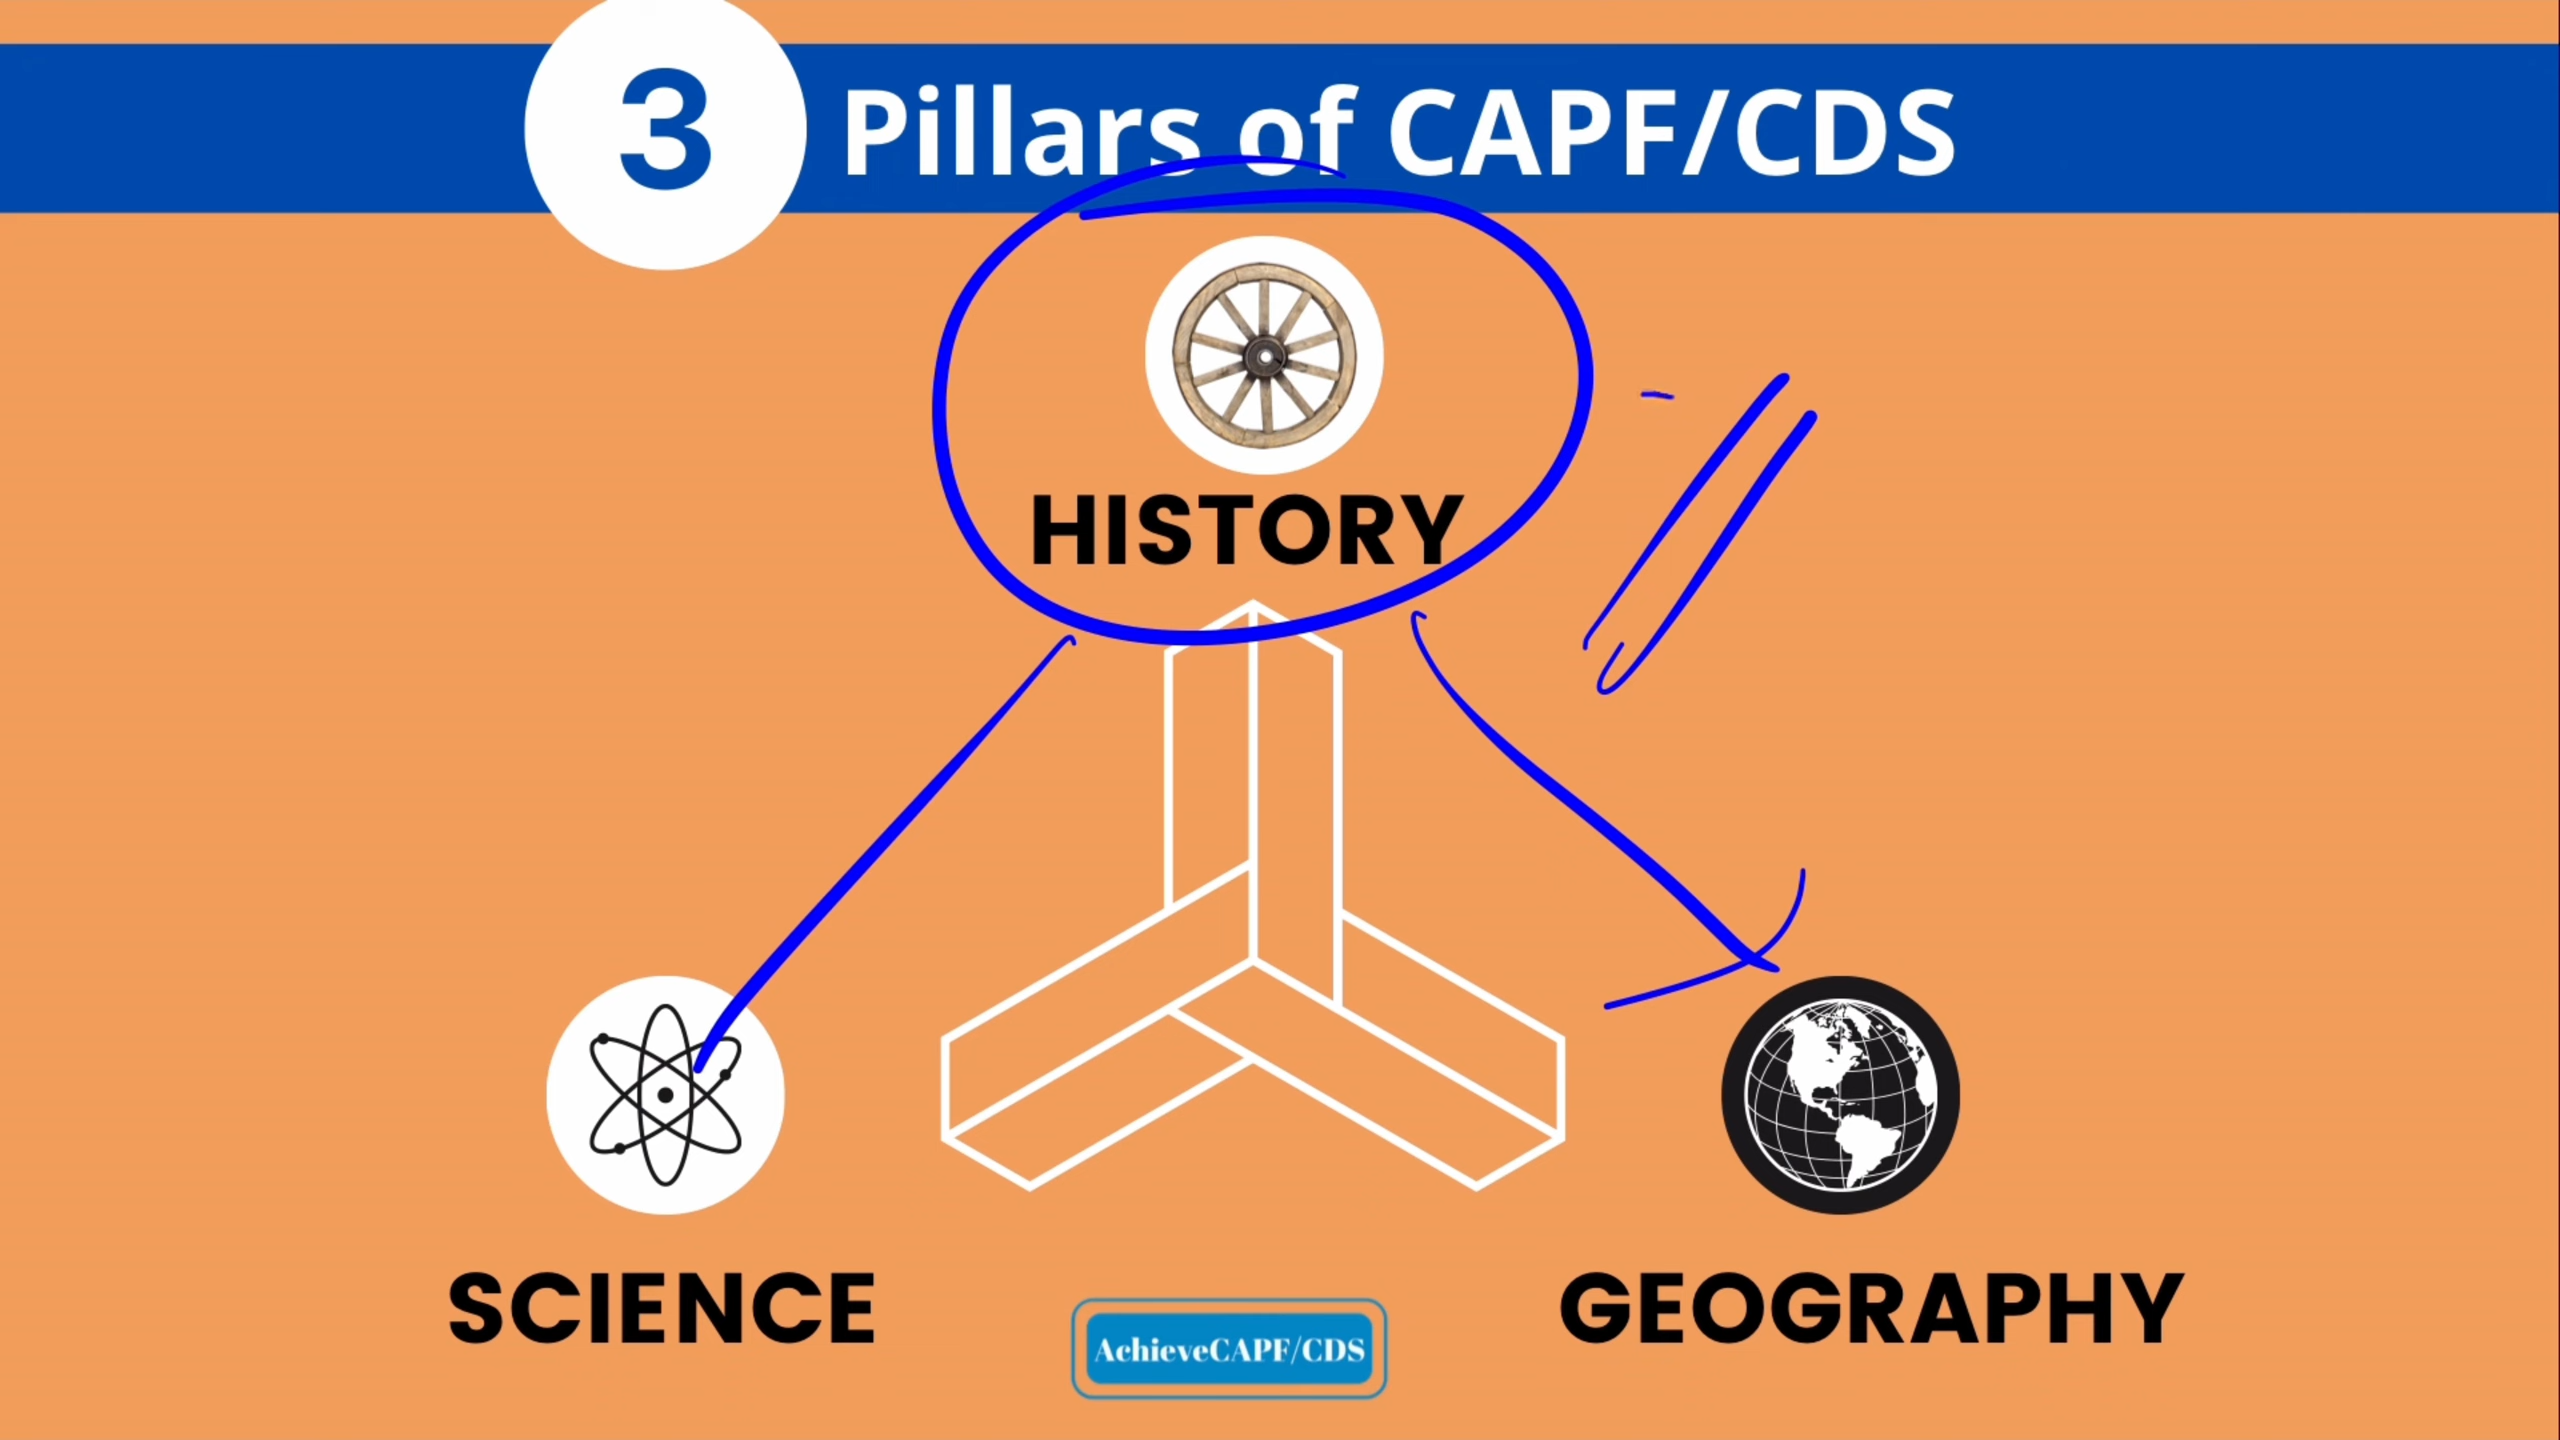 3 Pillars of CAPF/CDS
HISTORY
SCIENCE
GEOGRAPHY
AchieveCAPF/CDS